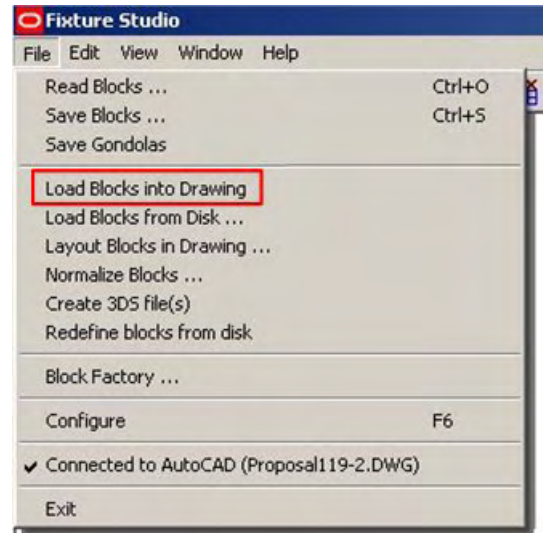 Fixture Studio
File Edit View Window Help
Read Blocks ... Ctrl+O
Save Blocks ... Ctrl+S
Save Gondolas
Load Blocks into Drawing
Load Blocks from Disk ...
Layout Blocks in Drawing ...
Normalize Blocks ...
Create 3DS file(s)
Redefine blocks from disk
Block Factory ...
Configure F6
Connected to AutoCAD (Proposal119-2.DWG)
Exit